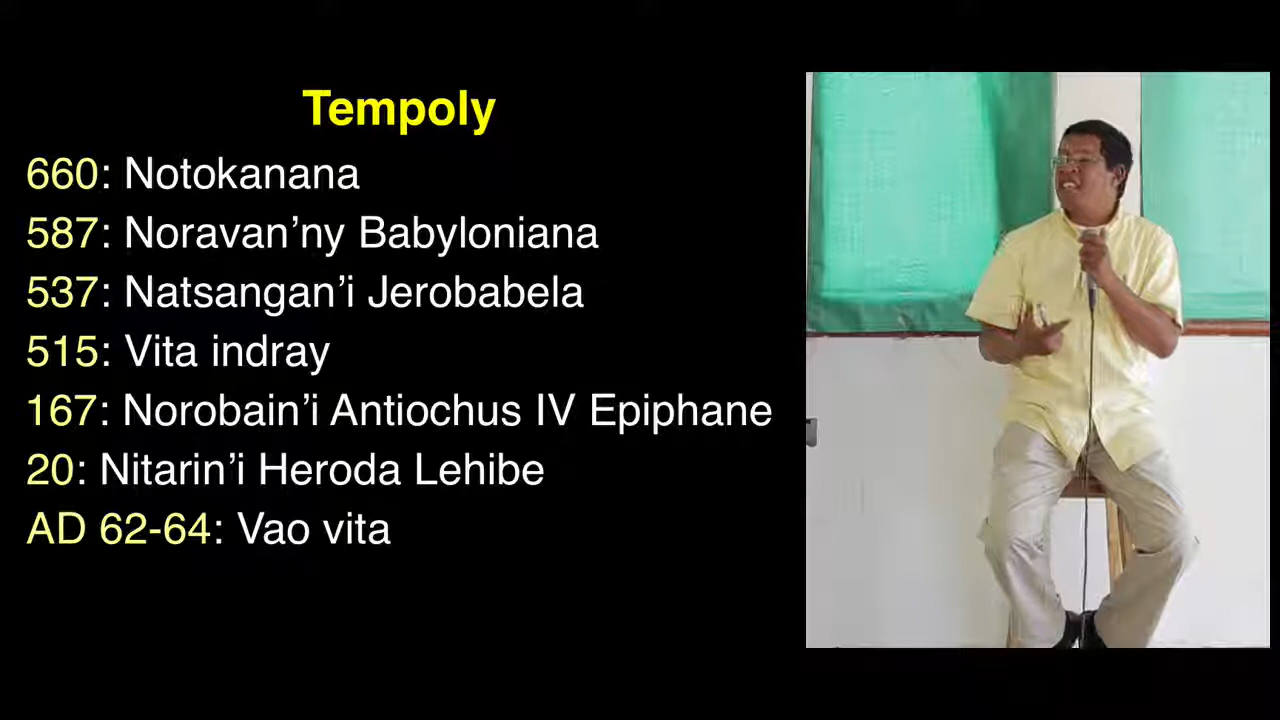 Tempoly
660: Notokanana
587: Noravan’ny Babyloniana
537: Natsangan’i Jerobabela
515: Vita indray
167: Norobain’i Antiochus IV Epiphane
20: Nitarin’i Heroda Lehibe
AD 62-64: Vao vita